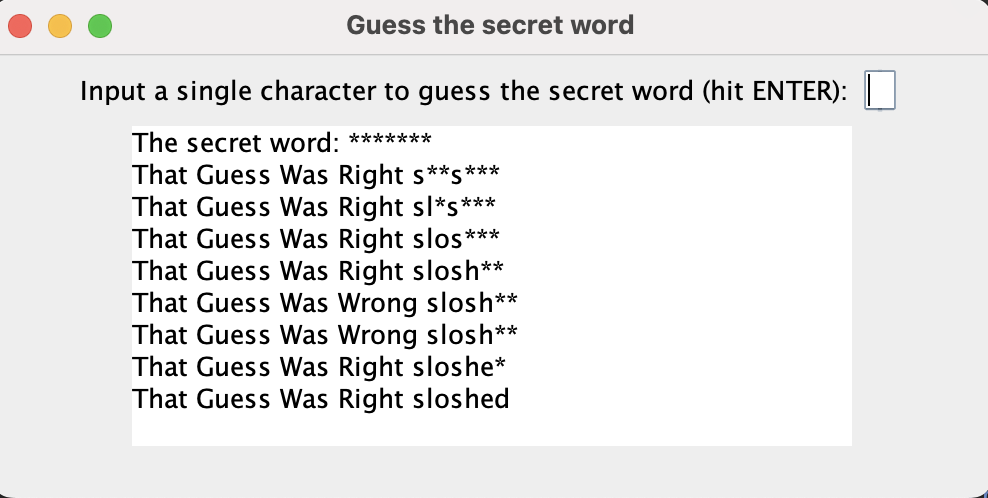 Guess the secret word
Input a single character to guess the secret word (hit ENTER):
The secret word: *******
That Guess Was Right s**s***
That Guess Was Right sl*s***
That Guess Was Right slos***
That Guess Was Right slosh**
That Guess Was Wrong slosh**
That Guess Was Wrong slosh**
That Guess Was Right sloshe*
That Guess Was Right sloshed